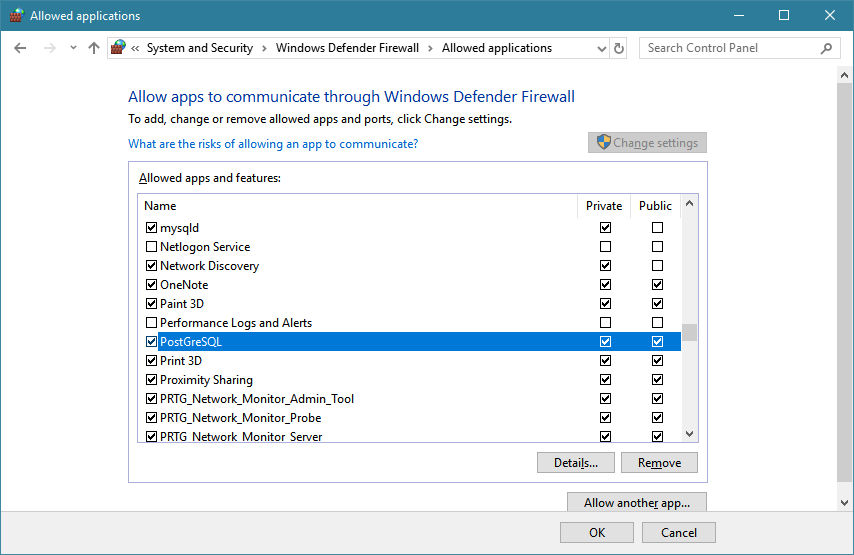 Allowed applications
« System and Security > Windows Defender Firewall > Allowed applications
Search Control Panel
Allow apps to communicate through Windows Defender Firewall
To add, change or remove allowed apps and ports, click Change settings.
What are the risks of allowing an app to communicate?
Change settings
Allowed apps and features:
Name Private Public
mysqld
Netlogon Service
Network Discovery
OneNote
Paint 3D
Performance Logs and Alerts
PostGreSQL
Print 3D
Proximity Sharing
PRTG_Network_Monitor_Admin_Tool
PRTG_Network_Monitor_Probe
PRTG_Network_Monitor_Server
Details... Remove
Allow another app...
OK Cancel